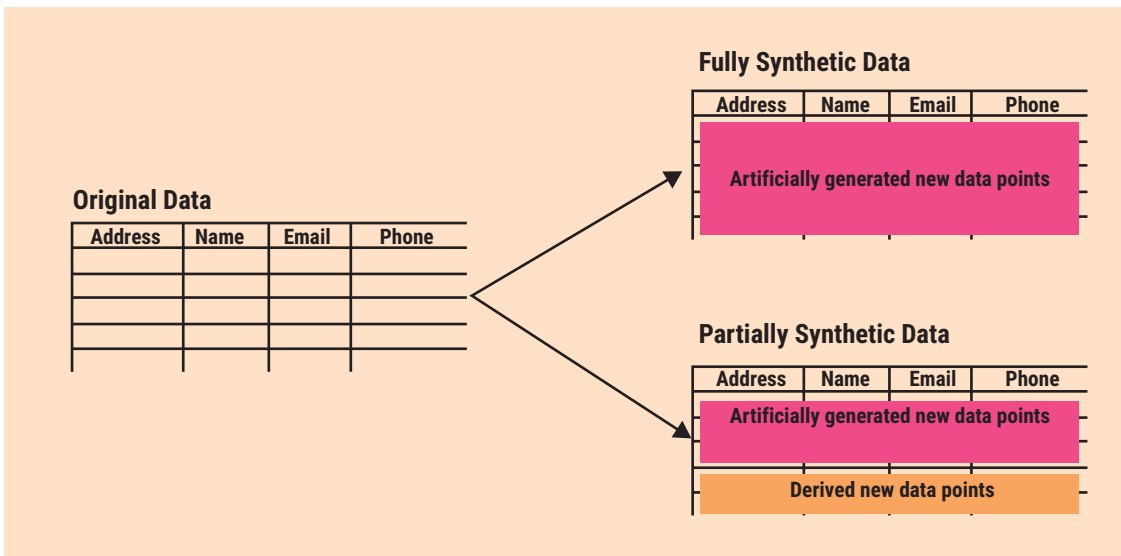 Original Data
Address Name Email Phone
Fully Synthetic Data
Address Name Email Phone
Artificially generated new data points
Partially Synthetic Data
Address Name Email Phone
Artificially generated new data points
Derived new data points